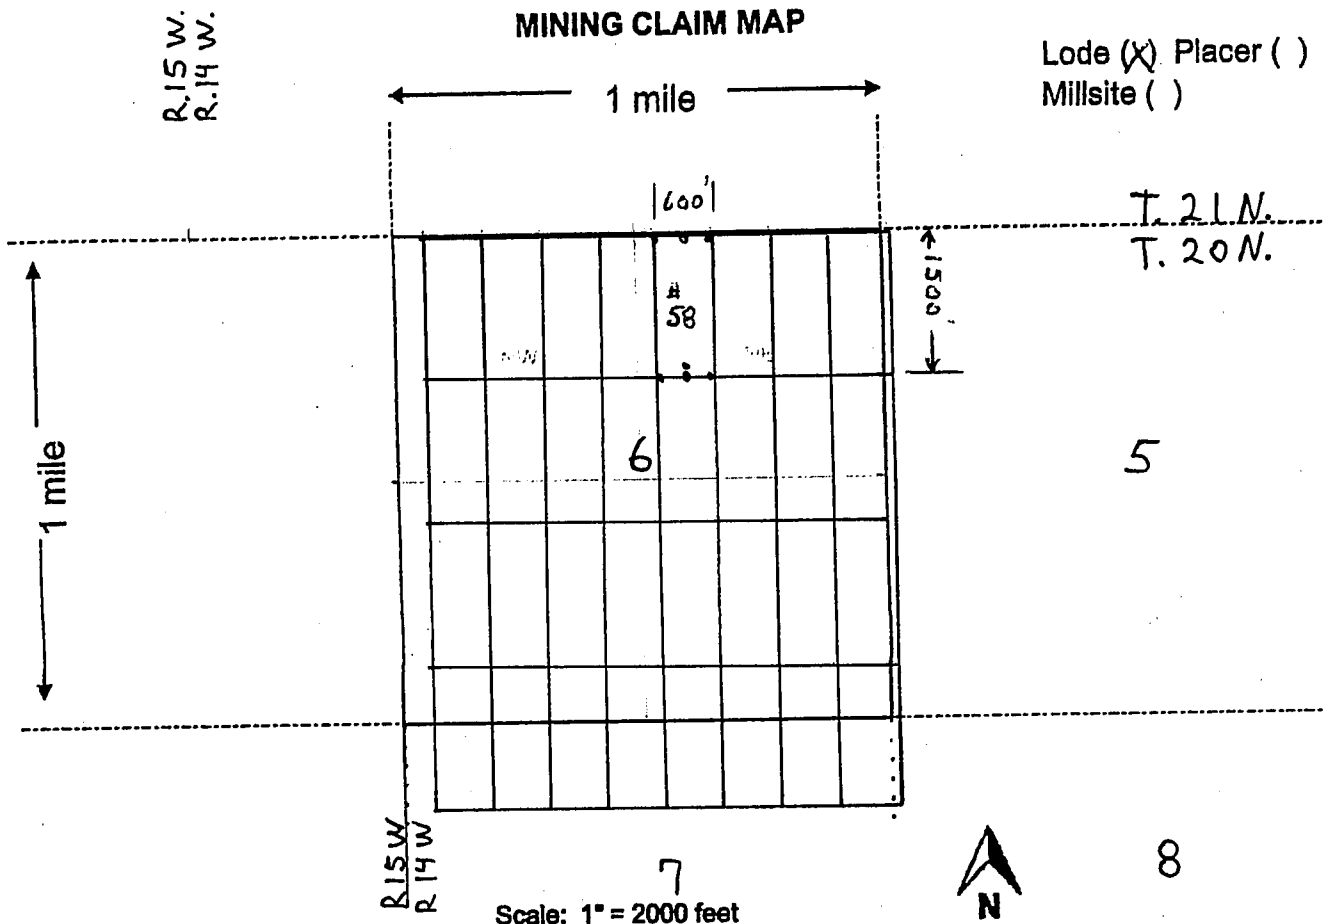 MINING CLAIM MAP
R.15 W.
R.14 W.
Lode (X) Placer ( )
Millsite ( )
1 mile
600'
T. 21 N.
T. 20 N.
1500'
#
58
NW
1 mile
6
5
R15W
R14W
7
8
Scale: 1" = 2000 feet
N